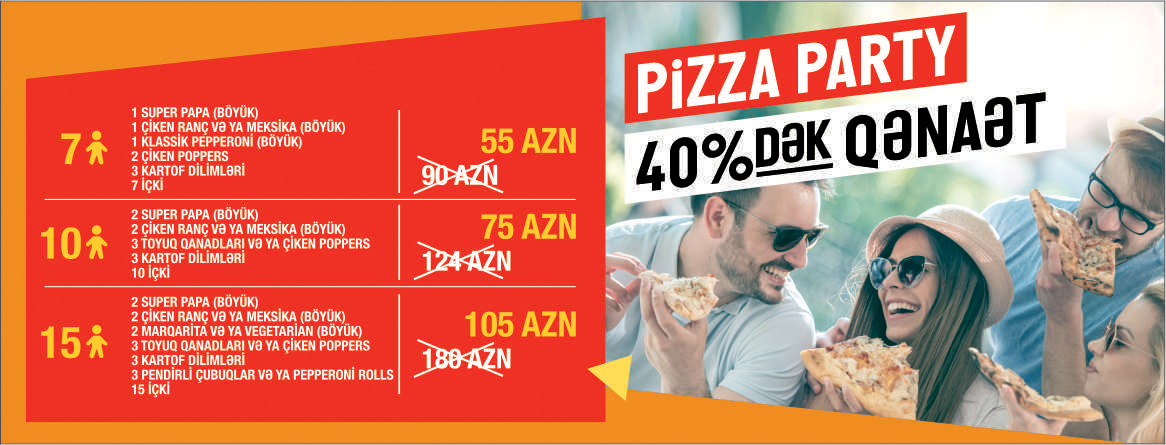 7
1 SUPER PAPA (BÖYÜK)
1 ÇİKEN RANÇ VƏ YA MEKSİKA (BÖYÜK)
1 KLASSİK PEPPERONİ (BÖYÜK)
2 ÇİKEN POPPERS
3 KARTOF DİLİMLƏRİ
7 İÇKİ
55 AZN
90 AZN
10
2 SUPER PAPA (BÖYÜK)
2 ÇİKEN RANÇ VƏ YA MEKSİKA (BÖYÜK)
3 TOYUQ QANADLARI VƏ YA ÇİKEN POPPERS
3 KARTOF DİLİMLƏRİ
10 İÇKİ
75 AZN
124 AZN
15
2 SUPER PAPA (BÖYÜK)
2 ÇİKEN RANÇ VƏ YA MEKSİKA (BÖYÜK)
2 MARQARİTA VƏ YA VEGETARİAN (BÖYÜK)
3 TOYUQ QANADLARI VƏ YA ÇİKEN POPPERS
3 KARTOF DİLİMLƏRİ
3 PENDİRLİ ÇUBUQLAR VƏ YA PEPPERONI ROLLS
15 İÇKİ
105 AZN
180 AZN
PiZZA PARTY
40%DƏK QƏNAƏT